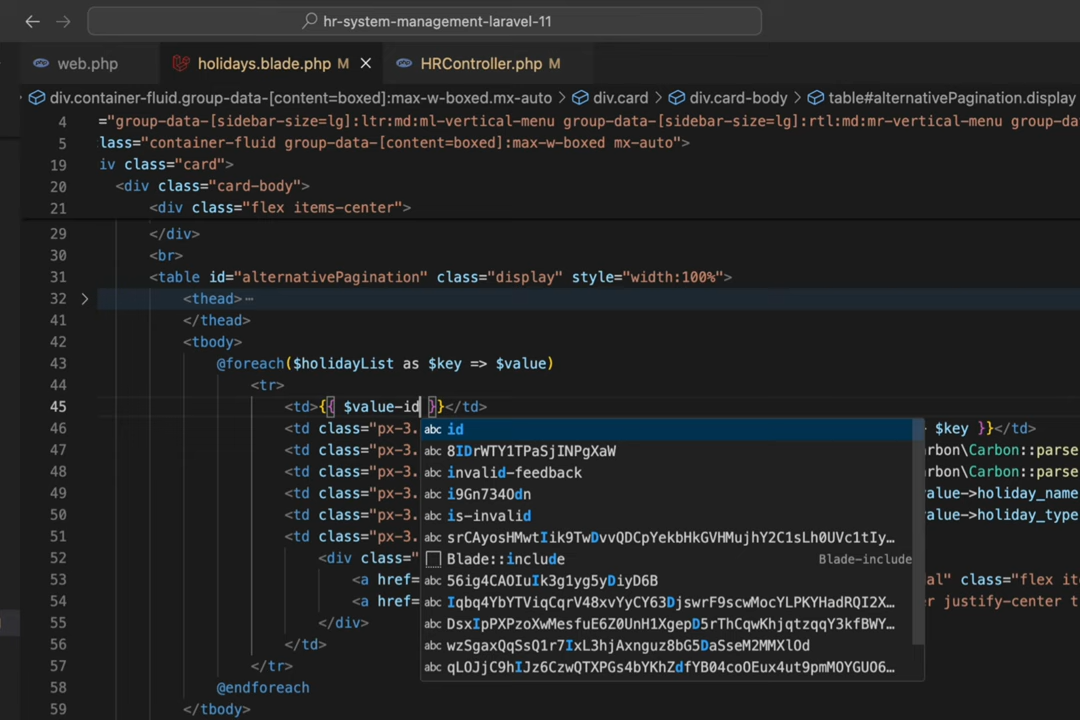 hr-system-management-laravel-11
web.php
holidays.blade.php M
HRController.php M
div.container-fluid.group-data-[content=boxed]:max-w-boxed.mx-auto > div.card > div.card-body > table#alternativePagination.display
4 ="group-data-[sidebar-size=lg]:ltr:md:ml-vertical-menu group-data-[sidebar-size=lg]:rtl:md:mr-vertical-menu group-da
5 lass="container-fluid group-data-[content=boxed]:max-w-boxed mx-auto">
19 iv class="card">
20 <div class="card-body">
21 <div class="flex items-center">
29 </div>
30 <br>
31 <table id="alternativePagination" class="display" style="width:100%">
32 <thead>⋯
41 </thead>
42 <tbody>
43 @foreach($holidayList as $key => $value)
44 <tr>
45 <td>{{ $value-id }}</td>
46 <td class="px-3. $key }}</td>
47 <td class="px-3. rbon\Carbon::parse
48 <td class="px-3. rbon\Carbon::parse
49 <td class="px-3. alue->holiday_name
50 <td class="px-3. alue->holiday_type
51 <td class="px-3.
52 <div class="
53 <a href= al" class="flex ite
54 <a href= r justify-center t
55 </div>
56 </td>
57 </tr>
58 @endforeach
59 </tbody>
abc id
abc 8IDrWTY1TPaSjINPgXaW
abc invalid-feedback
abc i9Gn734Odn
abc is-invalid
abc srCAyosHMwtIik9TwDvvQDCpYekbHkGVHMujhY2C1sLh0UVc1tIy…
Blade::include Blade-include
abc 56ig4CAOIuIk3g1yg5yDiyD6B
abc Iqbq4YbYTViqCqrV48xvYyCY63DjswrF9scwMocYLPKYHadRQI2X…
abc DsxIpPXPzoXwMesfuE6Z0UnH1XgepD5rThCqwKhjqtzqqY3kfBWY…
abc wzSgaxQqSsQ1r7IxL3hjAxnguz8bG5DaSseM2MMXlOd
abc qLOJjC9hIJz6CzwQTXPGs4bYKhZdfYB04coOEux4ut9pmMOYGUO6…